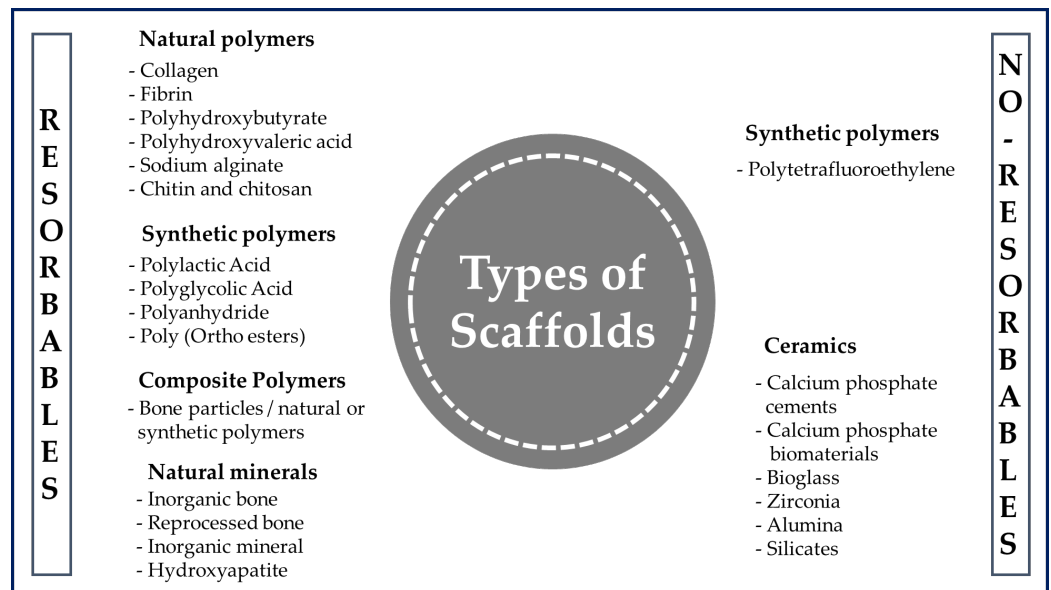 RESORBABLES
Natural polymers
- Collagen
- Fibrin
- Polyhydroxybutyrate
- Polyhydroxyvaleric acid
- Sodium alginate
- Chitin and chitosan
Synthetic polymers
- Polylactic Acid
- Polyglycolic Acid
- Polyanhydride
- Poly (Ortho esters)
Composite Polymers
- Bone particles / natural or
synthetic polymers
Natural minerals
- Inorganic bone
- Reprocessed bone
- Inorganic mineral
- Hydroxyapatite
Types of
Scaffolds
Synthetic polymers
- Polytetrafluoroethylene
Ceramics
- Calcium phosphate
cements
- Calcium phosphate
biomaterials
- Bioglass
- Zirconia
- Alumina
- Silicates
NO-RESORBABLES